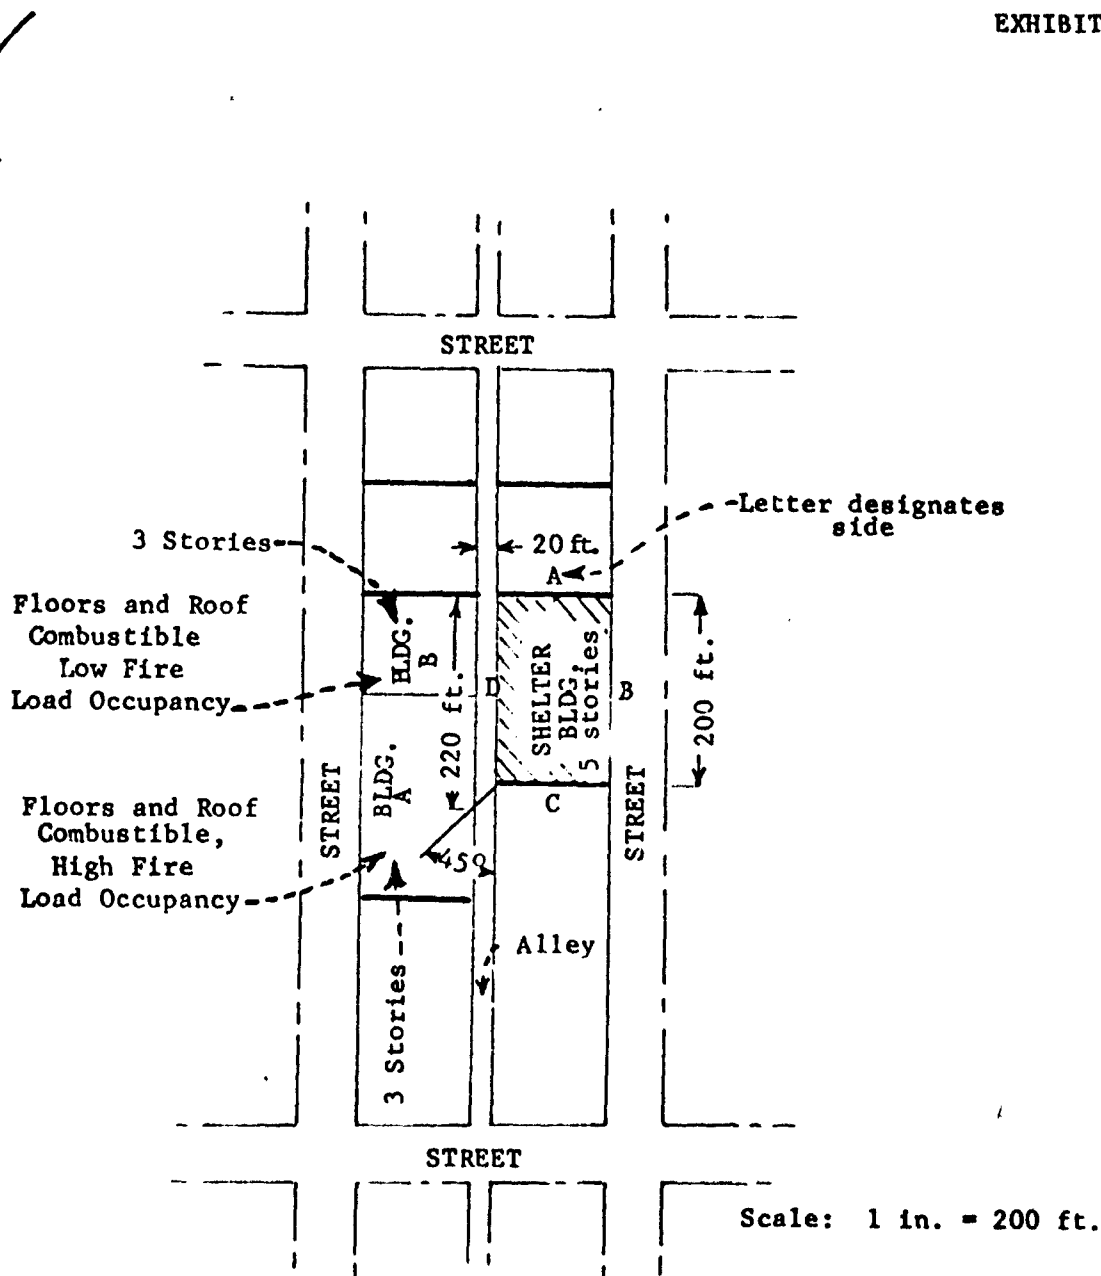 EXHIBIT
STREET
Letter designates
side
3 Stories
20 ft.
A
Floors and Roof
Combustible
Low Fire
Load Occupancy
BLDG.
B
220 ft.
D
SHELTER
BLDG.
5 stories
B
200 ft.
BLDG.
A
STREET
C
STREET
Floors and Roof
Combustible,
High Fire
Load Occupancy
45°
Alley
3 Stories
STREET
Scale: 1 in. = 200 ft.